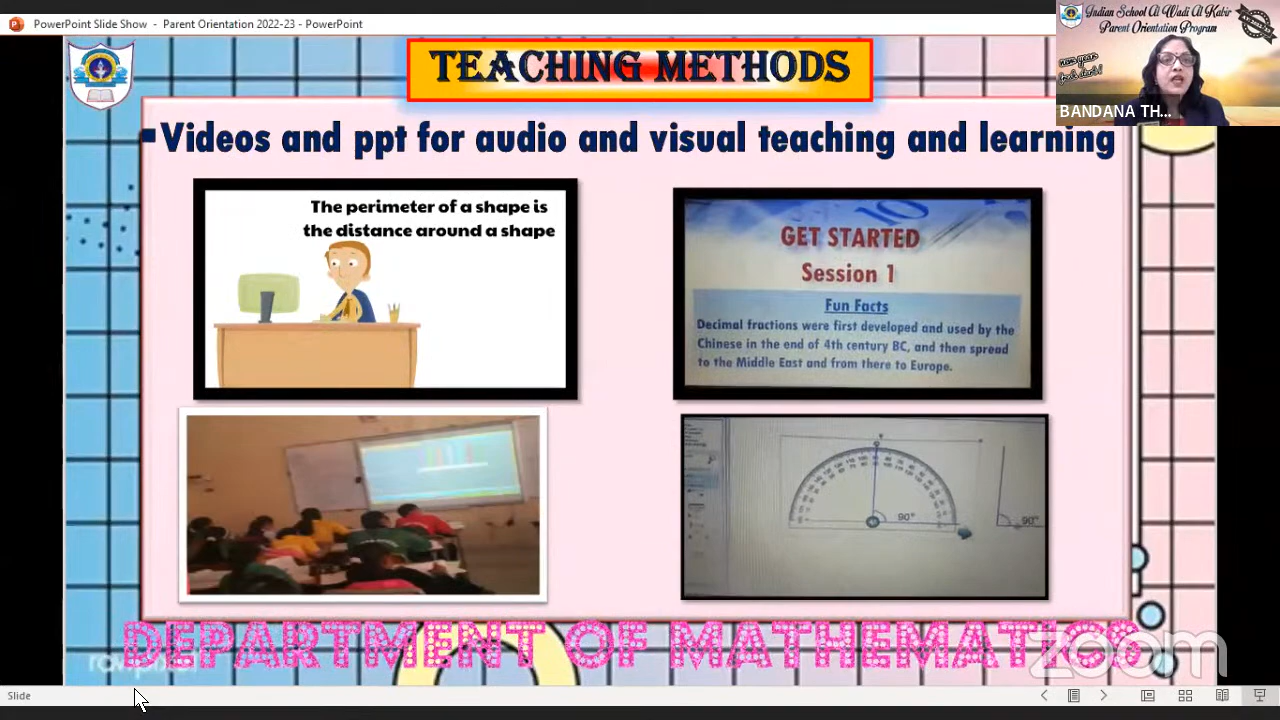 PowerPoint Slide Show - Parent Orientation 2022-23 - PowerPoint
Indian School Al Wadi Al Kabir
Parent Orientation Program
BANDANA TH...
TEACHING METHODS
Videos and ppt for audio and visual teaching and learning
The perimeter of a shape is
the distance around a shape
10
GET STARTED
Session 1
Fun Facts
Decimal fractions were first developed and used by the
Chinese in the end of 4th century BC, and then spread
to the Middle East and from there to Europe.
90°
90°
DEPARTMENT OF MATHEMATICS
zoom
Slide